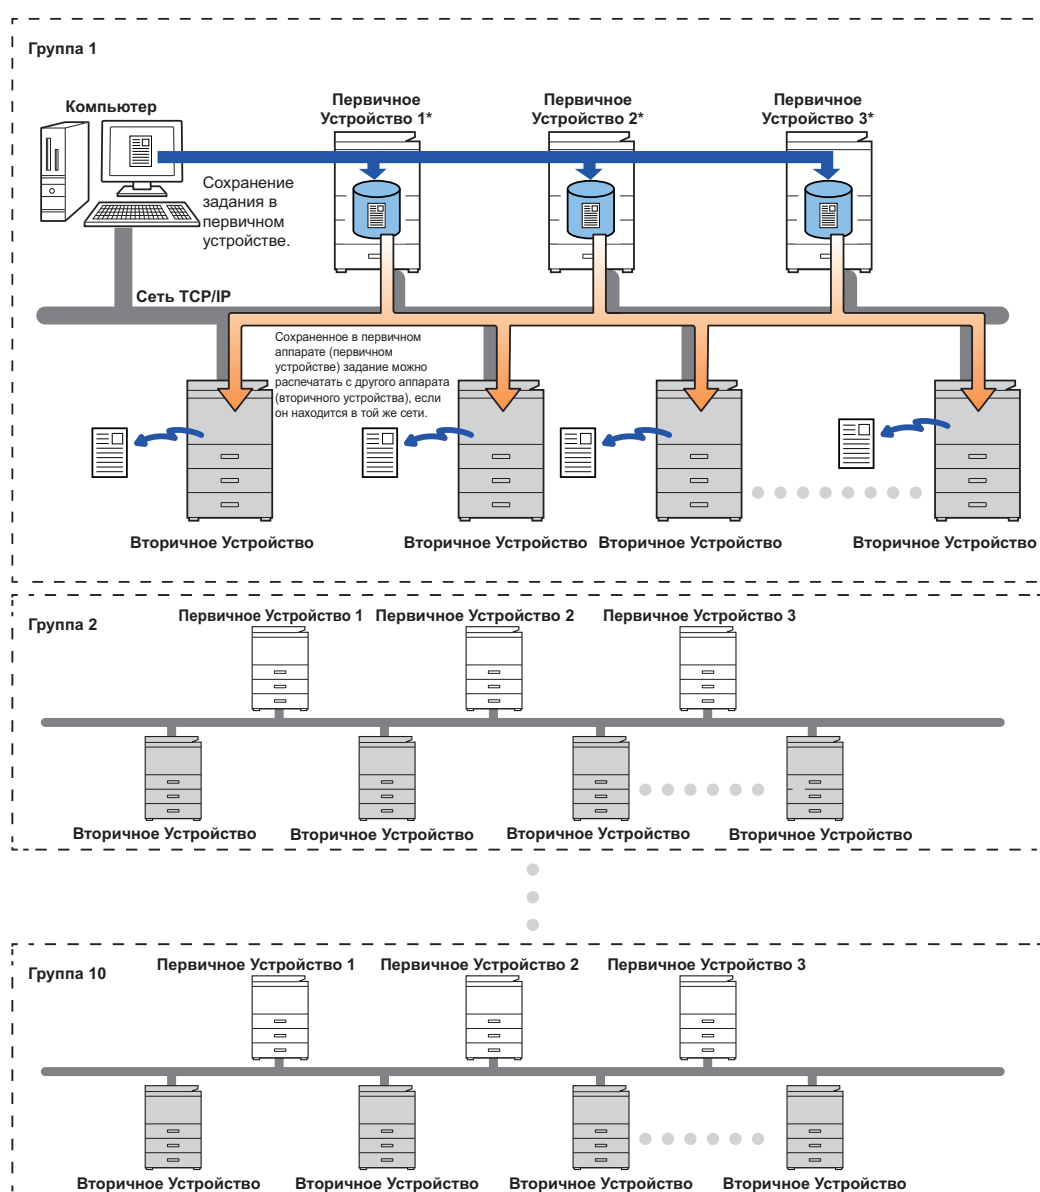 Группа 1
Компьютер
Первичное
Устройство 1*
Первичное
Устройство 2*
Первичное
Устройство 3*
Сохранение
задания в
первичном
устройстве.
Сеть TCP/IP
Сохраненное в первичном
аппарате (первичном
устройстве) задание можно
распечатать с другого аппарата
(вторичного устройства), если
он находится в той же сети.
Вторичное Устройство
Вторичное Устройство
Вторичное Устройство
Вторичное Устройство
Группа 2
Первичное Устройство 1
Первичное Устройство 2
Первичное Устройство 3
Вторичное Устройство
Вторичное Устройство
Вторичное Устройство
Вторичное Устройство
Группа 10
Первичное Устройство 1
Первичное Устройство 2
Первичное Устройство 3
Вторичное Устройство
Вторичное Устройство
Вторичное Устройство
Вторичное Устройство